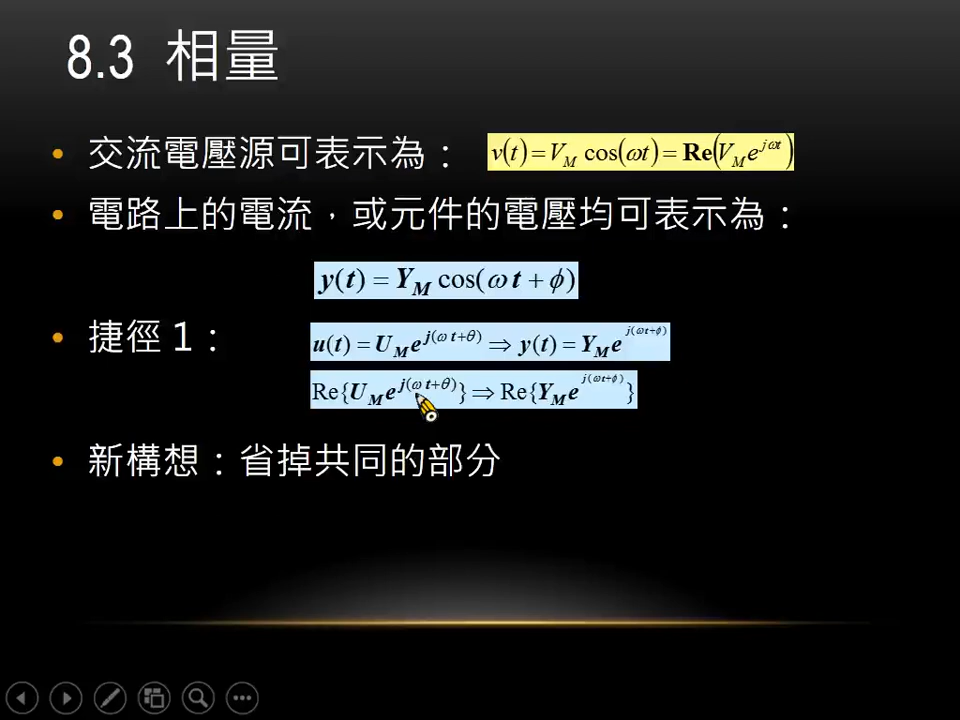 8.3 相量
• 交流電壓源可表示為： v(t) = V_M cos(ωt) = Re(V_M e^{jωt})
• 電路上的電流，或元件的電壓均可表示為：
y(t) = Y_M cos(ω t + ϕ)
• 捷徑 1： u(t) = U_M e^{j(ω t+θ)} ⇒ y(t) = Y_M e^{j(ωt+ϕ)}
Re{U_M e^{j(ω t+θ)}} ⇒ Re{Y_M e^{j(ωt+ϕ)}}
• 新構想：省掉共同的部分